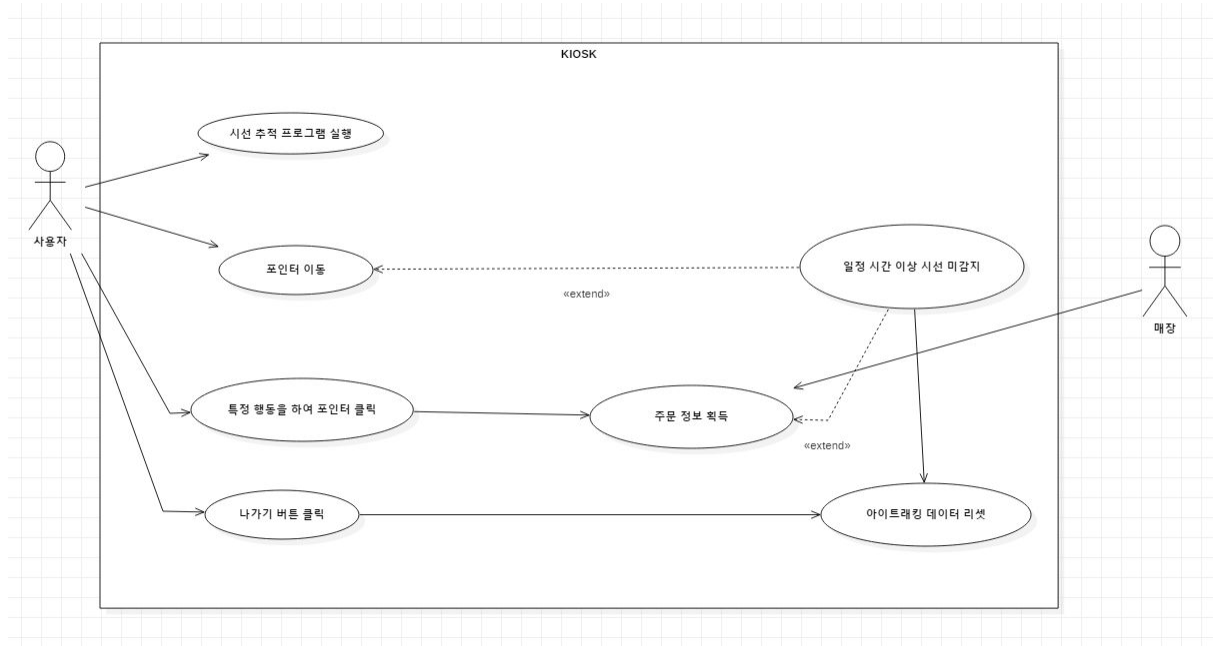 KIOSK
시선 추적 프로그램 실행
사용자
포인터 이동
일정 시간 이상 시선 미감지
«extend»
매장
특정 행동을 하여 포인터 클릭
주문 정보 획득
«extend»
나가기 버튼 클릭
아이트래킹 데이터 리셋